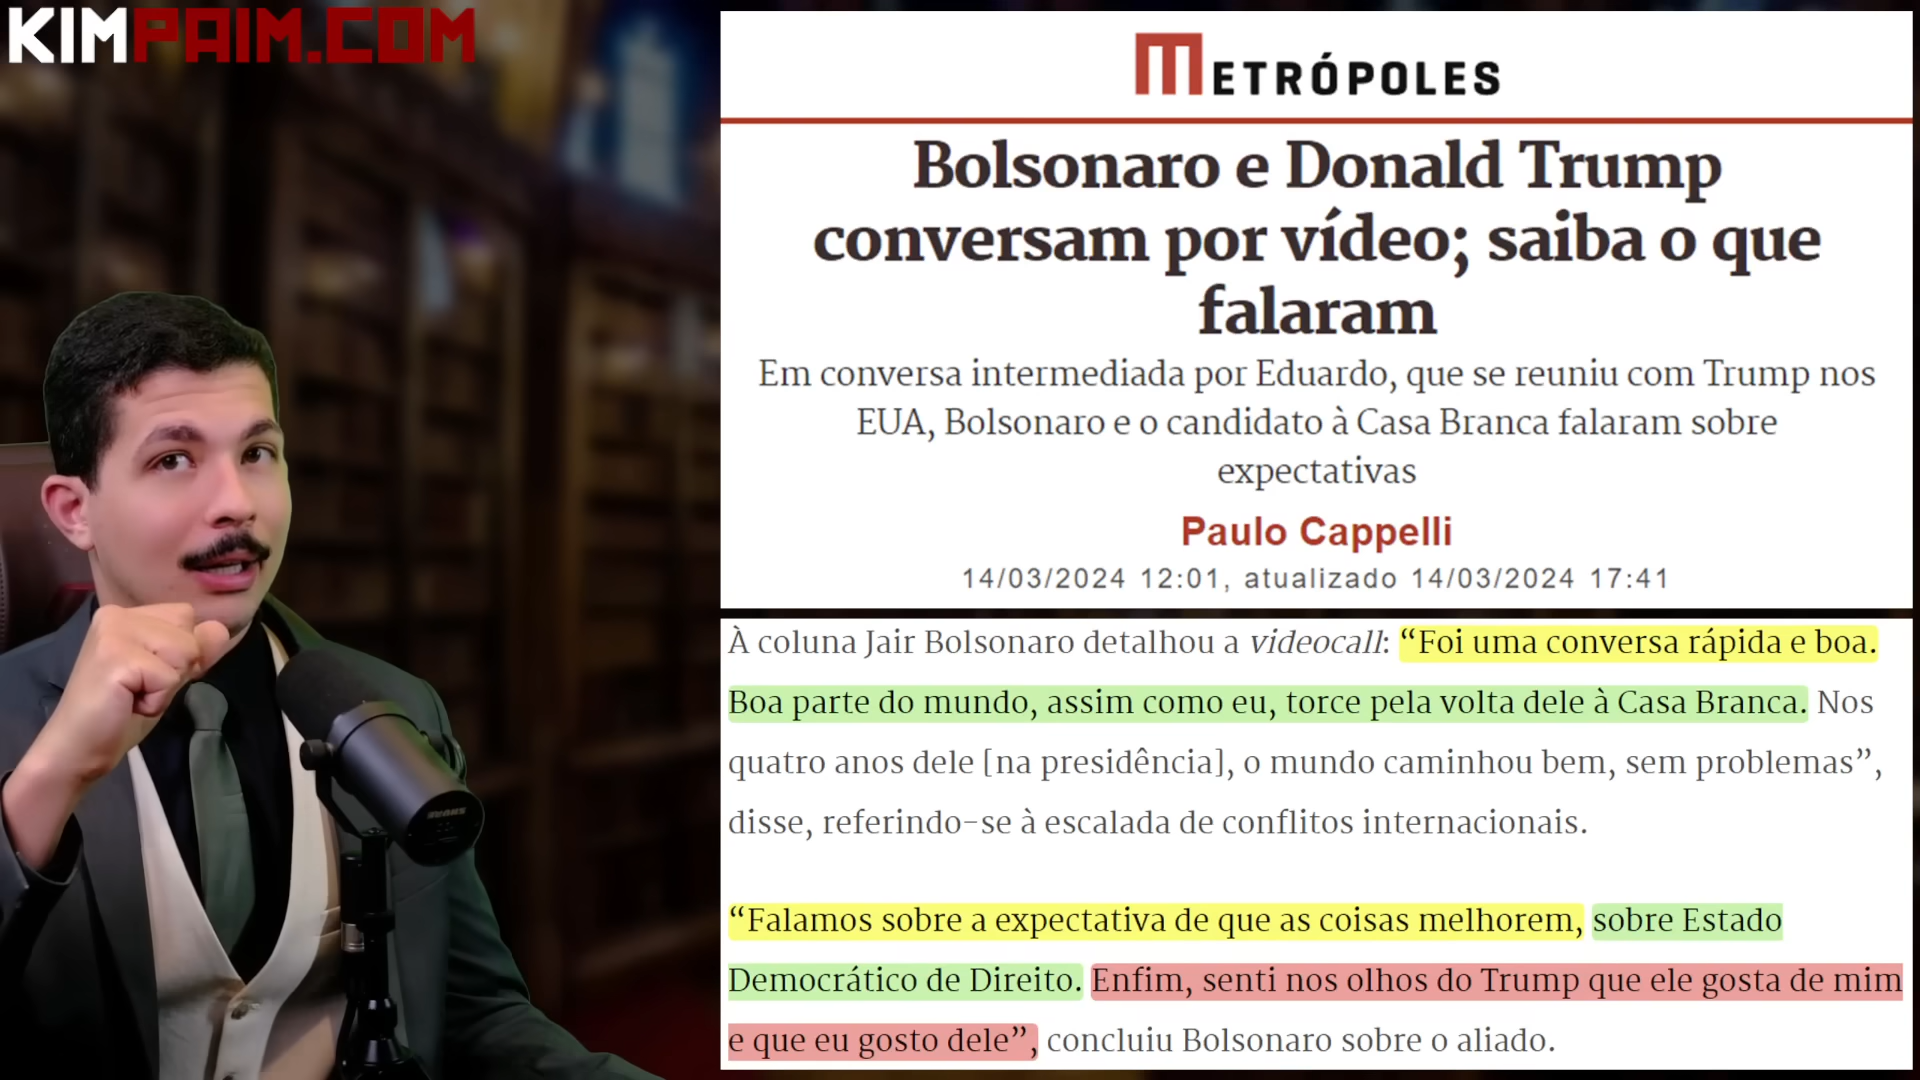 KIMPAIM.COM
METRÓPOLES
Bolsonaro e Donald Trump
conversam por vídeo; saiba o que
falaram
Em conversa intermediada por Eduardo, que se reuniu com Trump nos
EUA, Bolsonaro e o candidato à Casa Branca falaram sobre
expectativas
Paulo Cappelli
14/03/2024 12:01, atualizado 14/03/2024 17:41
À coluna Jair Bolsonaro detalhou a videocall: “Foi uma conversa rápida e boa.
Boa parte do mundo, assim como eu, torce pela volta dele à Casa Branca. Nos
quatro anos dele [na presidência], o mundo caminhou bem, sem problemas”,
disse, referindo-se à escalada de conflitos internacionais.
“Falamos sobre a expectativa de que as coisas melhorem, sobre Estado
Democrático de Direito. Enfim, senti nos olhos do Trump que ele gosta de mim
e que eu gosto dele”, concluiu Bolsonaro sobre o aliado.